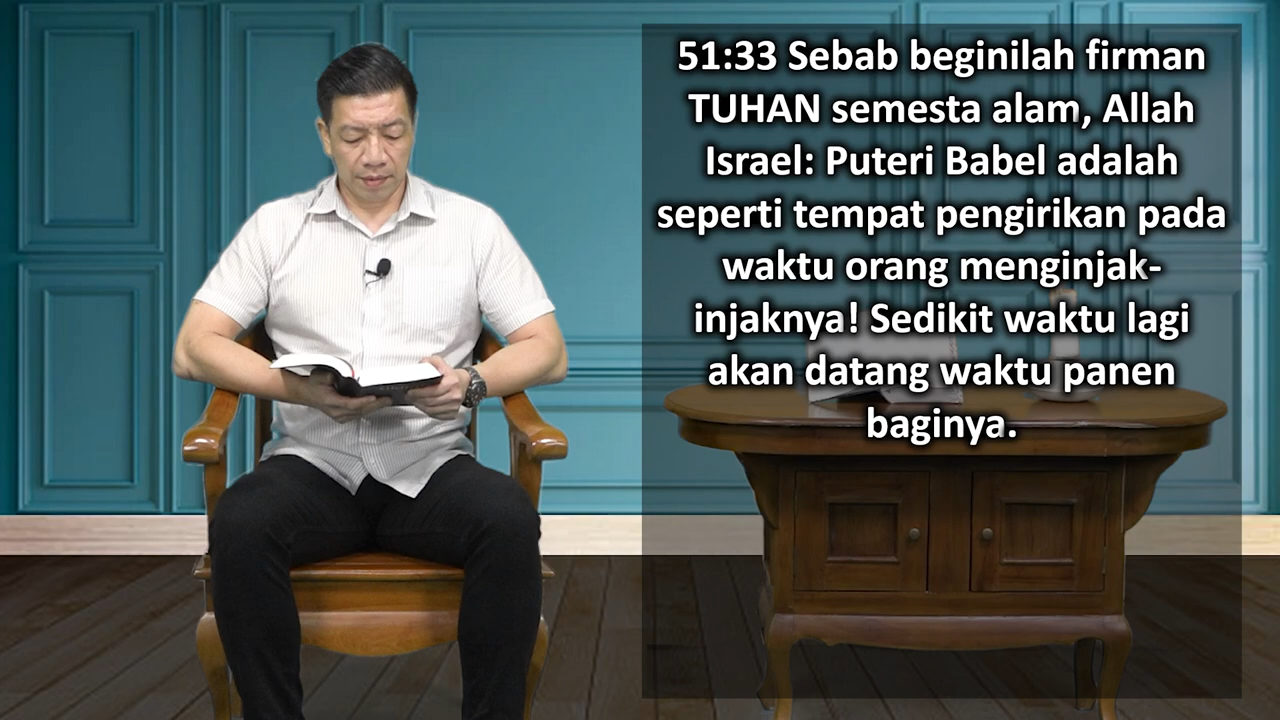 51:33 Sebab beginilah firman
TUHAN semesta alam, Allah
Israel: Puteri Babel adalah
seperti tempat pengirikan pada
waktu orang menginjak-
injaknya! Sedikit waktu lagi
akan datang waktu panen
baginya.